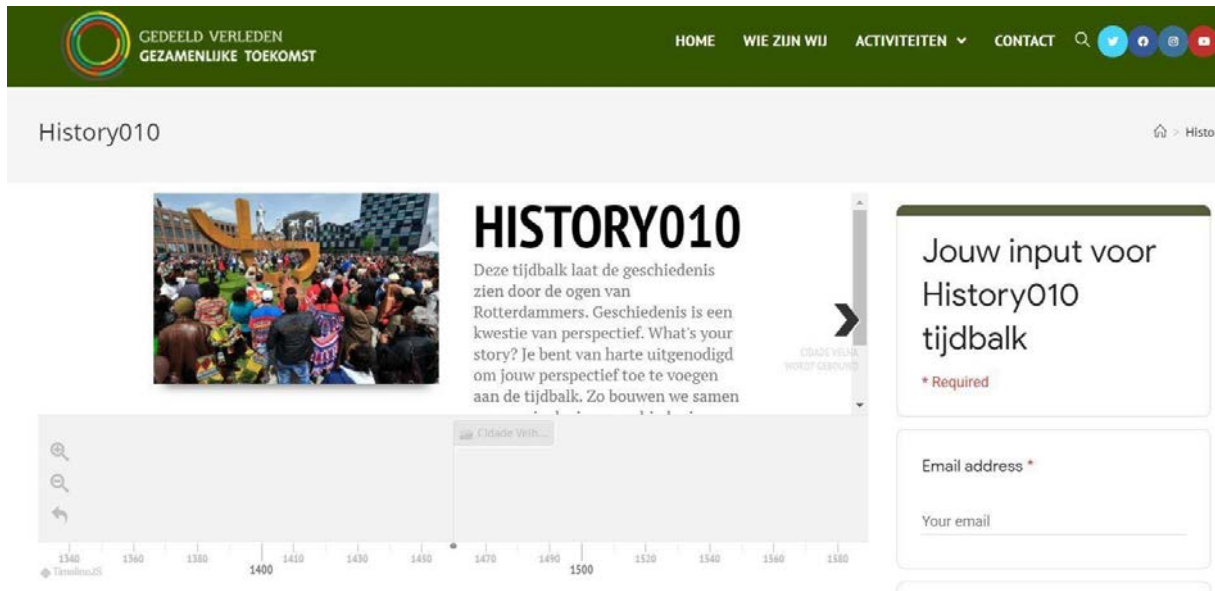 GEDEELD VERLEDEN
GEZAMENLIJKE TOEKOMST
HOME WIE ZIJN WIJ ACTIVITEITEN CONTACT
History010
> Histo
HISTORY010
Deze tijdbalk laat de geschiedenis
zien door de ogen van
Rotterdammers. Geschiedenis is een
kwestie van perspectief. What's your
story? Je bent van harte uitgenodigd
om jouw perspectief toe te voegen
aan de tijdbalk. Zo bouwen we samen
CIDADE VELHA
WORDT GEBOUWD
Cidade Velh...
1340 1360 1380 1400 1410 1430 1450 1470 1490 1500 1520 1540 1560 1580
TimelineJS
Jouw input voor
History010
tijdbalk
* Required
Email address *
Your email